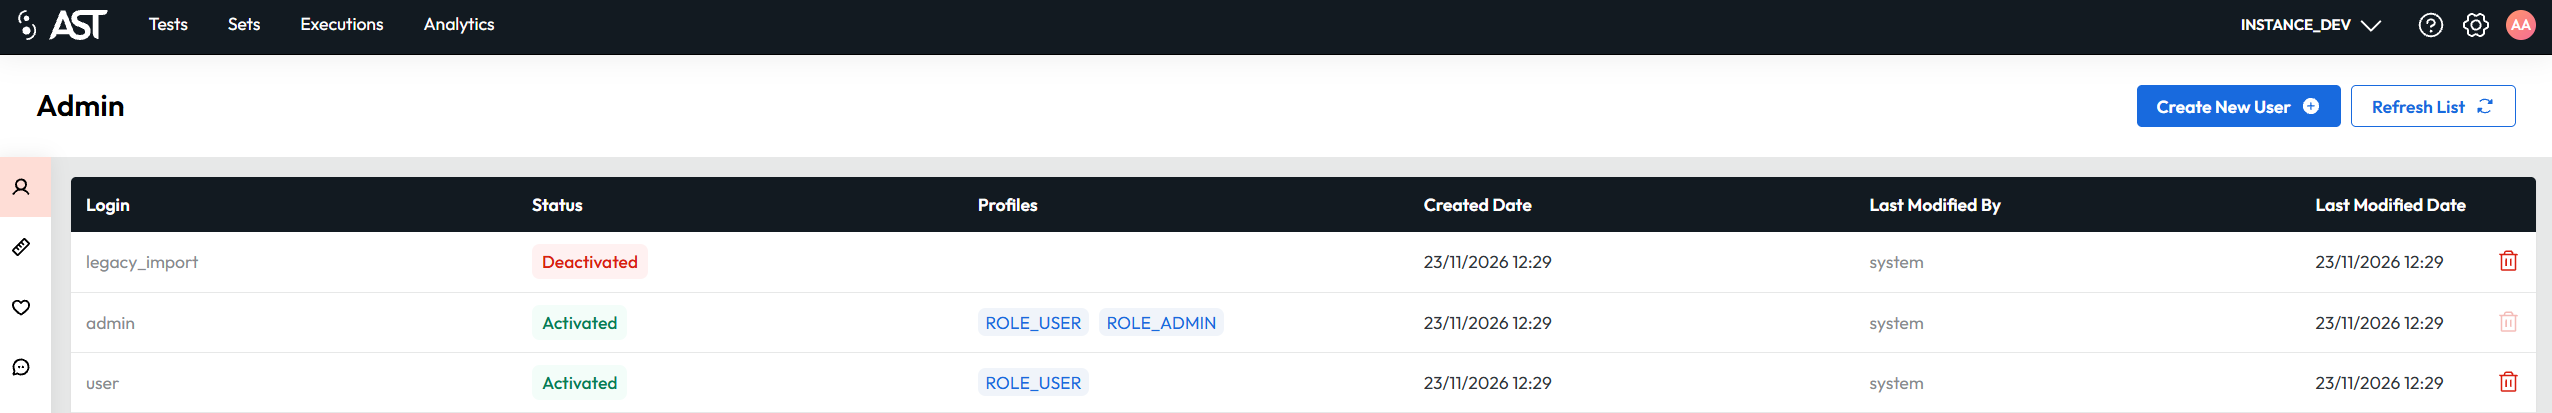 AST Tests Sets Executions Analytics INSTANCE_DEV AA
Admin Create New User Refresh List
Login Status Profiles Created Date Last Modified By Last Modified Date
legacy_import Deactivated 23/11/2026 12:29 system 23/11/2026 12:29
admin Activated ROLE_USER ROLE_ADMIN 23/11/2026 12:29 system 23/11/2026 12:29
user Activated ROLE_USER 23/11/2026 12:29 system 23/11/2026 12:29